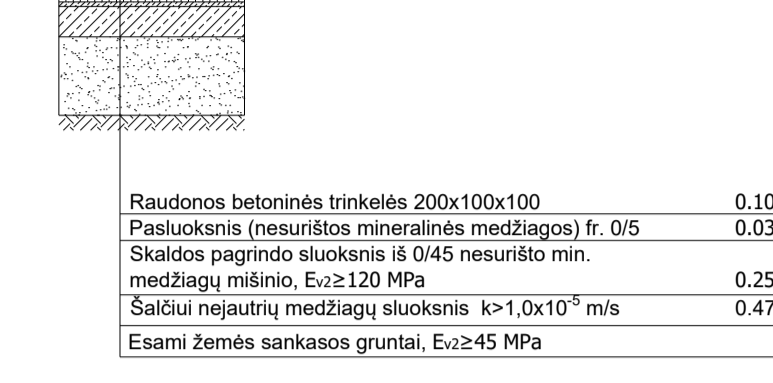 Raudonos betoninės trinkelės 200x100x100 0.10
Pasluoksnis (nesurištos mineralinės medžiagos) fr. 0/5 0.03
Skaldos pagrindo sluoksnis iš 0/45 nesurišto min.
medžiagų mišinio, Ev2≥120 MPa 0.25
Šalčiui nejautrių medžiagų sluoksnis k>1,0x10⁻⁵ m/s 0.47
Esami žemės sankasos gruntai, Ev2≥45 MPa